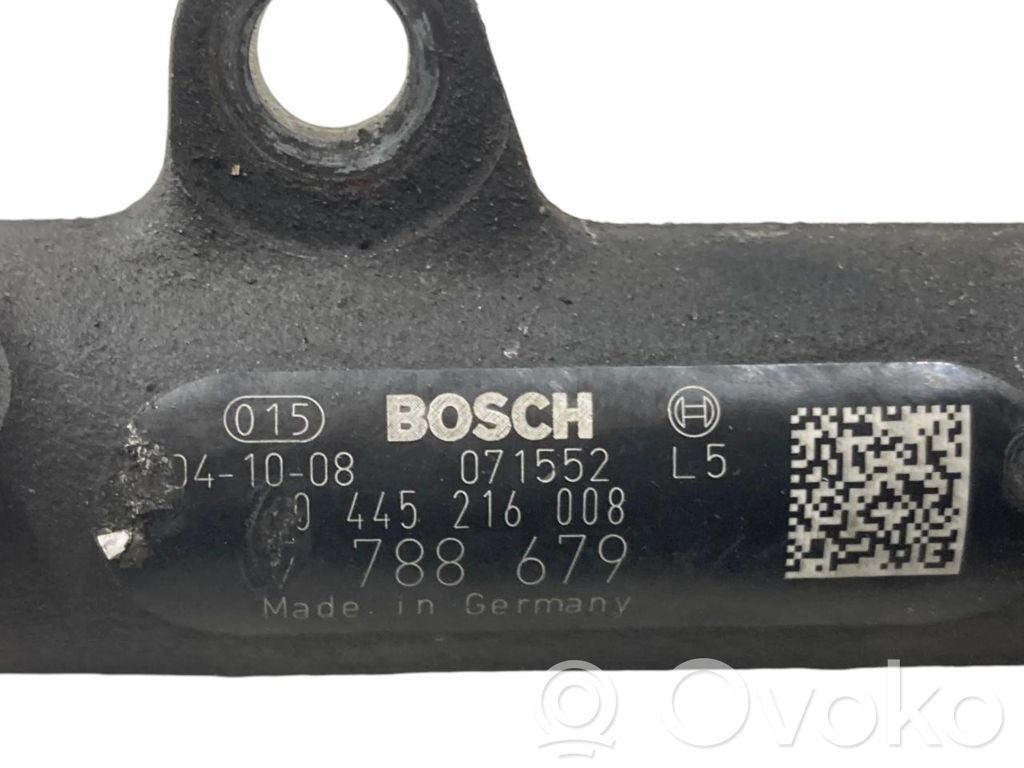 015 BOSCH H
04-10-08 071552 L5
0 445 216 008
788 679
Made in Germany
ovoko